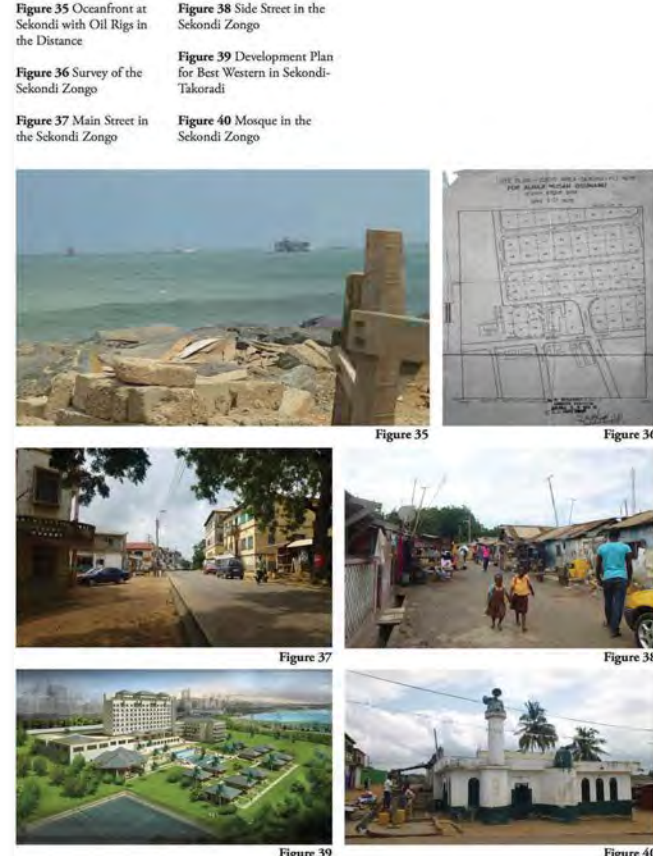 Figure 35 Oceanfront at
Sekondi with Oil Rigs in
the Distance
Figure 36 Survey of the
Sekondi Zongo
Figure 37 Main Street in
the Sekondi Zongo
Figure 38 Side Street in the
Sekondi Zongo
Figure 39 Development Plan
for Best Western in Sekondi-
Takoradi
Figure 40 Mosque in the
Sekondi Zongo
Figure 35
Figure 36
Figure 37
Figure 38
Figure 39
Figure 40